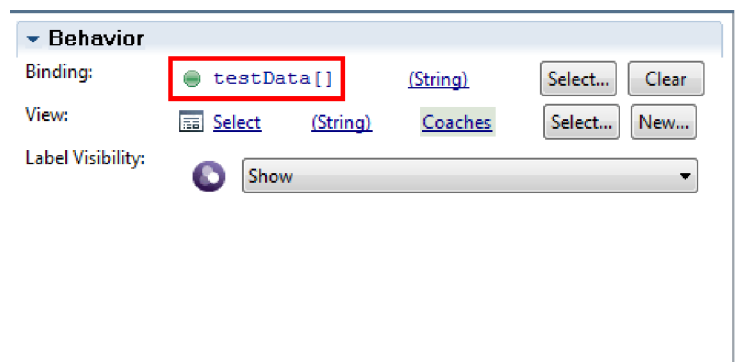 Behavior
Binding: testData[] (String) Select... Clear
View: Select (String) Coaches Select... New...
Label Visibility: Show